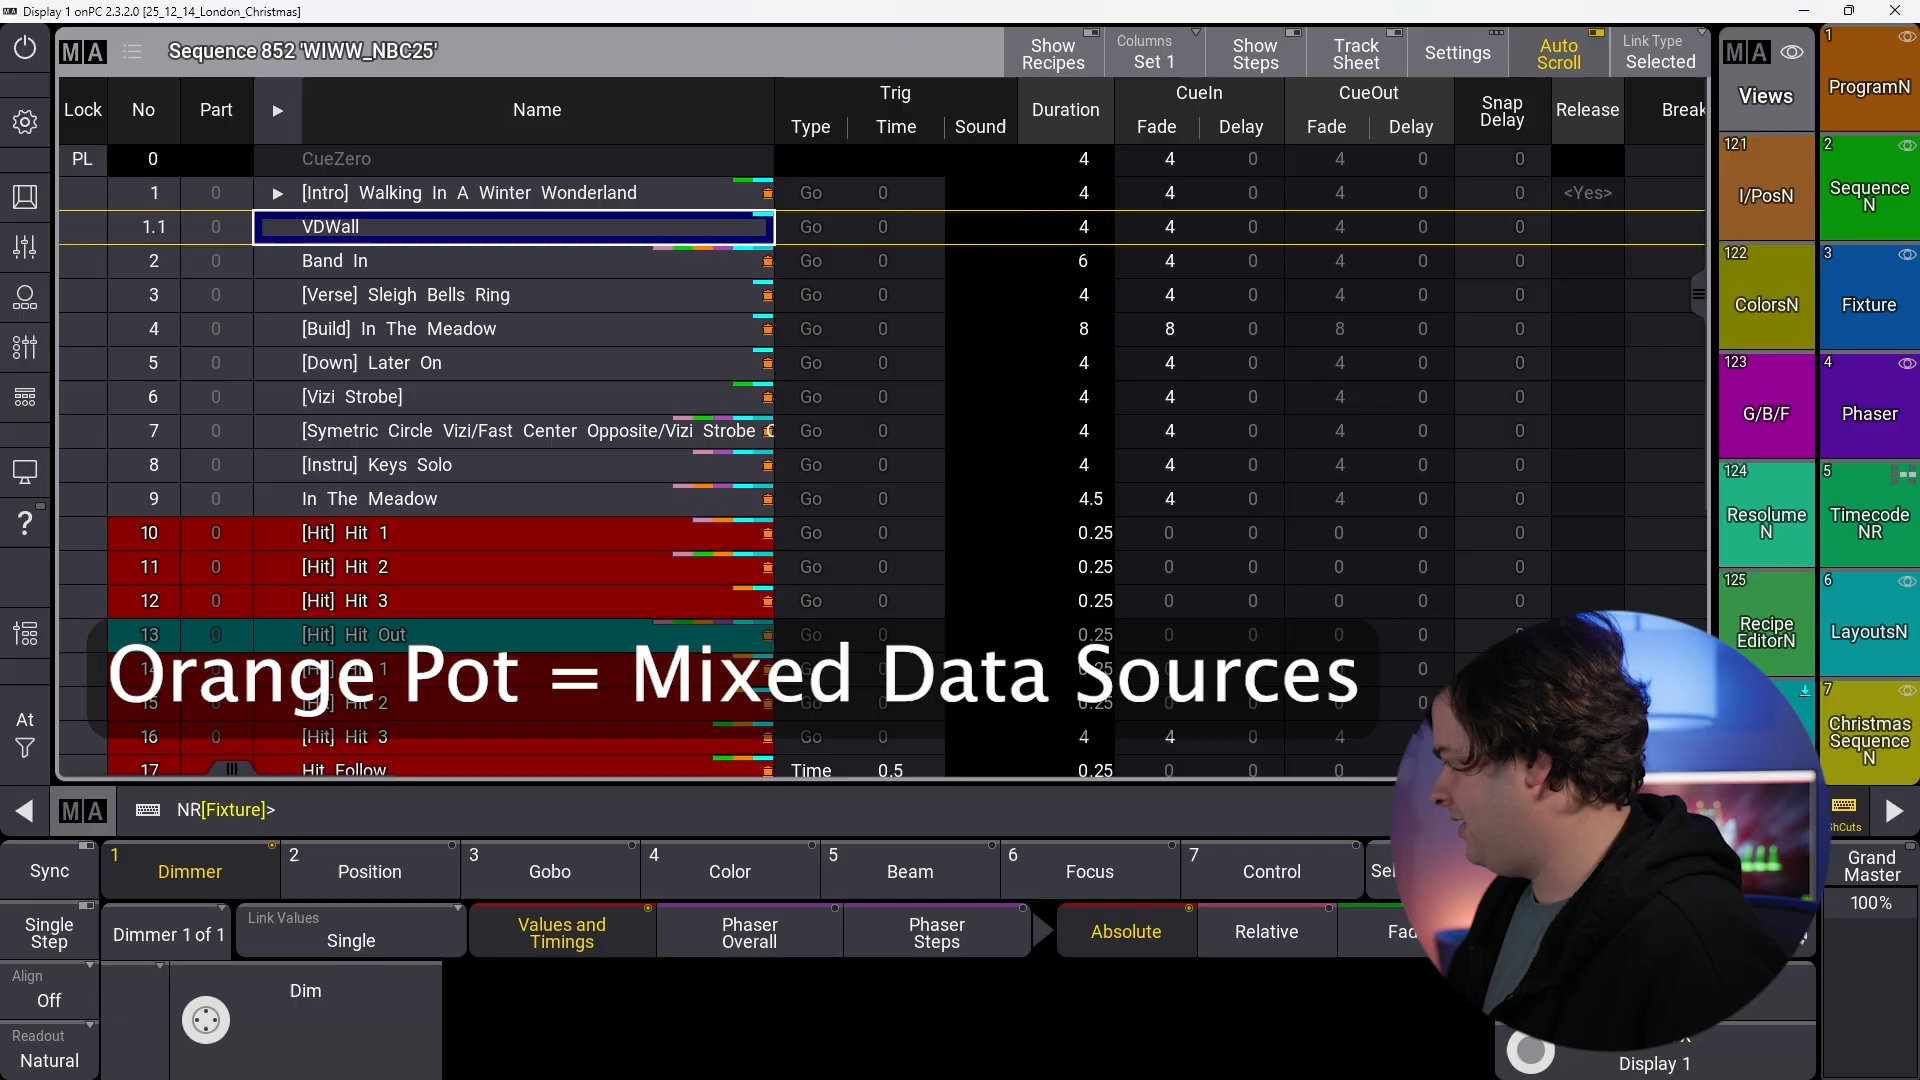 Display 1 onPC 2.3.2.0 [25_12_14_London_Christmas]
MA Sequence 852 'WIWW_NBC25'
Show Recipes
Columns Set 1
Show Steps
Track Sheet
Settings
Auto Scroll
Link Type Selected
Lock No Part Name Trig Type Time Sound Duration CueIn Fade Delay CueOut Fade Delay Snap Delay Release Break
PL 0 CueZero 4 4 0 4 0 0
1 0 [Intro] Walking In A Winter Wonderland Go 0 4 4 0 4 0 0 <Yes>
1.1 0 VDWall Go 0 4 4 0 4 0 0
2 0 Band In Go 0 6 4 0 4 0 0
3 0 [Verse] Sleigh Bells Ring Go 0 4 4 0 4 0 0
4 0 [Build] In The Meadow Go 0 8 8 0 8 0 0
5 0 [Down] Later On Go 0 4 4 0 4 0 0
6 0 [Vizi Strobe] Go 0 4 4 0 4 0 0
7 0 [Symetric Circle Vizi/Fast Center Opposite/Vizi Strobe Go 0 4 4 0 4 0 0
8 0 [Instru] Keys Solo Go 0 4 4 0 4 0 0
9 0 In The Meadow Go 0 4.5 4 0 4 0 0
10 0 [Hit] Hit 1 Go 0 0.25 0 0 0 0 0
11 0 [Hit] Hit 2 Go 0 0.25 0 0 0 0 0
12 0 [Hit] Hit 3 Go 0 0.25 0 0 0 0 0
13 0 [Hit] Hit Out Go 0 0.25 0 0 0 0 0
Orange Pot = Mixed Data Sources
16 0 [Hit] Hit 3 Go 0 4 4 0 4 0
17 Hit Follow Time 0.5 0.25 0 0 0 0
MA
Views
1 ProgramN
121 I/PosN
2 Sequence N
122 ColorsN
3 Fixture
123 G/B/F
4 Phaser
124 Resolume N
5 Timecode NR
125 Recipe EditorN
6 LayoutsN
7 Christmas Sequence N
At
MA NR[Fixture]>
ShCuts
Sync
1 Dimmer
2 Position
3 Gobo
4 Color
5 Beam
6 Focus
7 Control
Grand Master
100%
Single Step
Dimmer 1 of 1
Link Values Single
Values and Timings
Phaser Overall
Phaser Steps
Absolute
Relative
Align Off
Dim
Readout Natural
Display 1